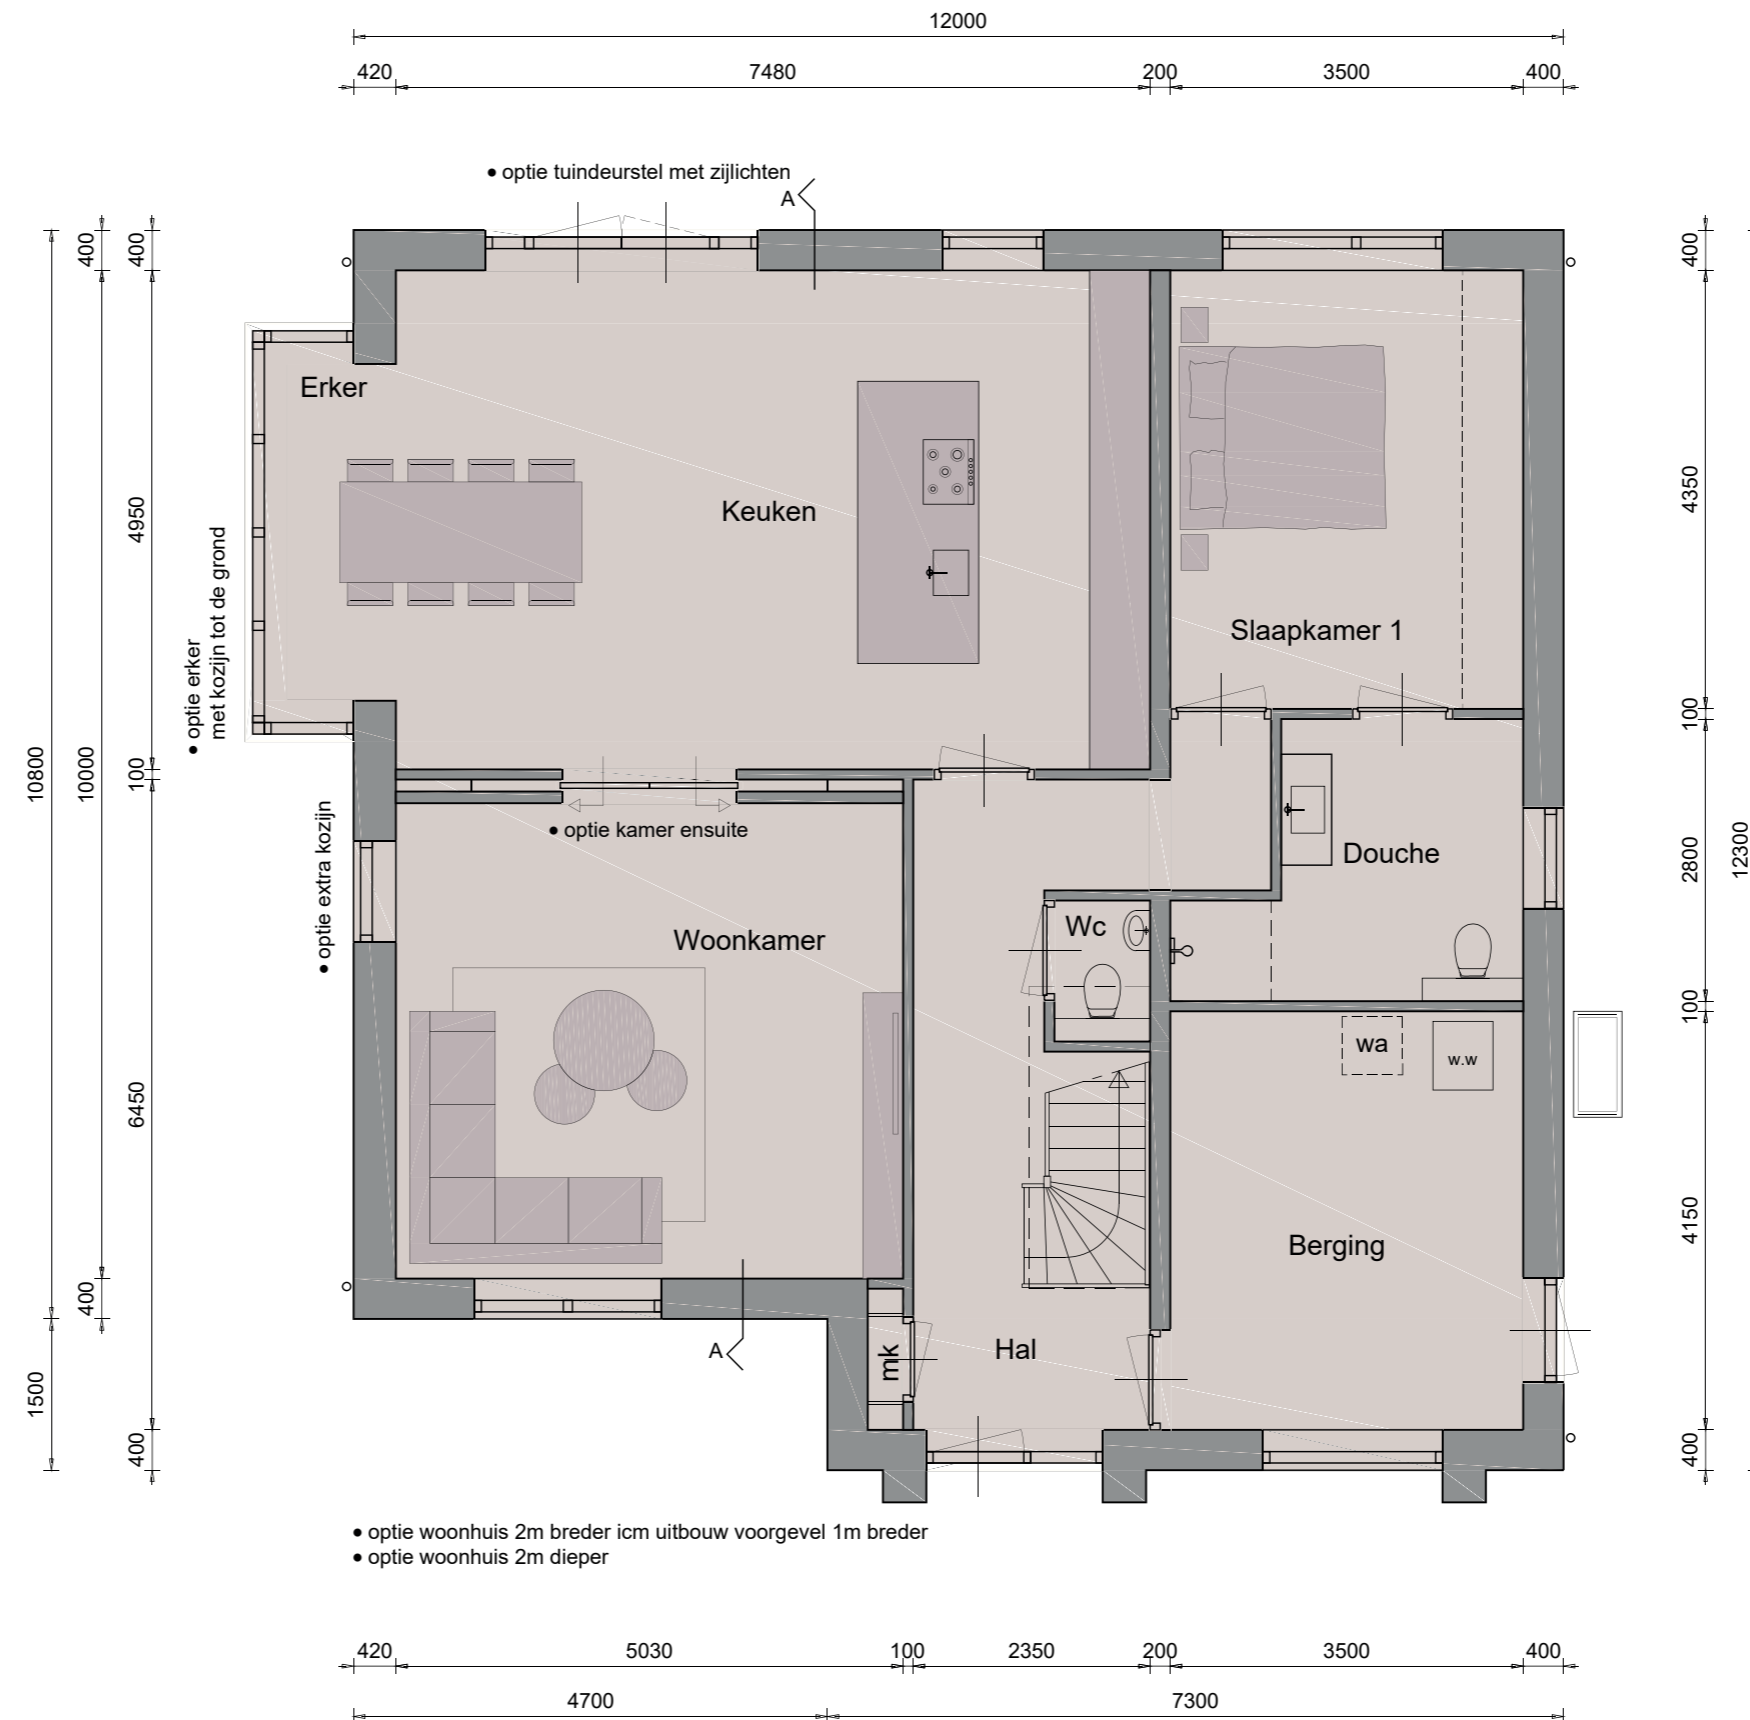 12000
420 7480 200 3500 400
• optie tuindeurstel met zijlichten
A
400 400 400
Erker
4950
Keuken
4350
• optie erker
met kozijn tot de grond
Slaapkamer 1
10800 10000 100
100
• optie kamer ensuite
• optie extra kozijn
Douche
2800 12300
Woonkamer
Wc
100
wa
w.w
6450
4150
Berging
400
A
mk
Hal
1500
400
400
• optie woonhuis 2m breder icm uitbouw voorgevel 1m breder
• optie woonhuis 2m dieper
420 5030 100 2350 200 3500 400
4700 7300